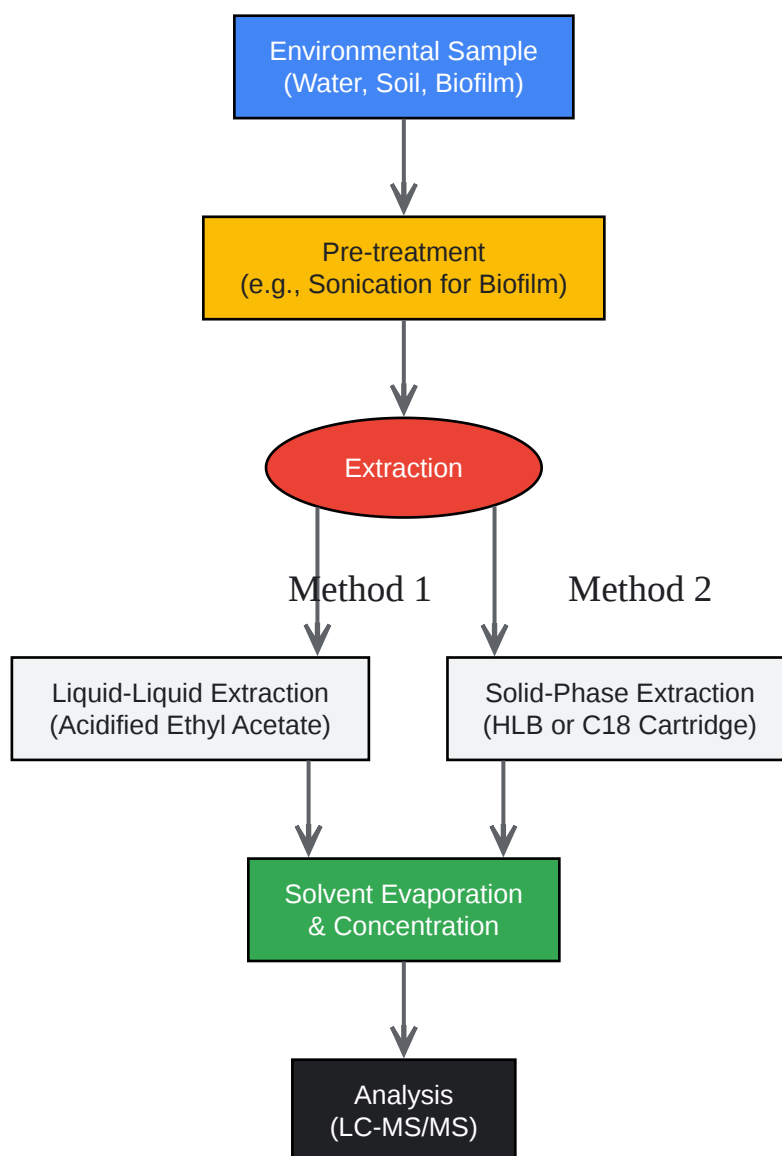 Environmental Sample
(Water, Soil, Biofilm)
Pre-treatment
(e.g., Sonication for Biofilm)
Extraction
Method 1
Method 2
Liquid-Liquid Extraction
(Acidified Ethyl Acetate)
Solid-Phase Extraction
(HLB or C18 Cartridge)
Solvent Evaporation
& Concentration
Analysis
(LC-MS/MS)